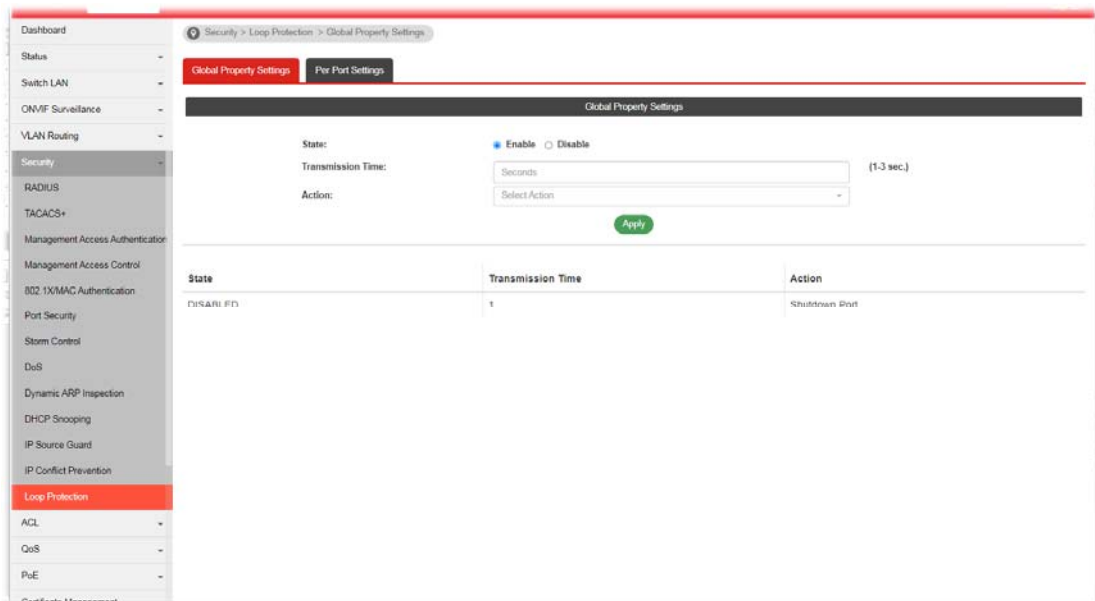 Dashboard
Security > Loop Protection > Global Property Settings
Status
Global Property Settings
Per Port Settings
Switch LAN
ONVIF Surveillance
Global Property Settings
VLAN Routing
State:
Enable
Disable
Security
Transmission Time:
Seconds
(1-3 sec.)
RADIUS
Action:
Select Action
TACACS+
Apply
Management Access Authentication
Management Access Control
State
Transmission Time
Action
802.1X/MAC Authentication
DISABLED
1
Shutdown Port
Port Security
Storm Control
DoS
Dynamic ARP Inspection
DHCP Snooping
IP Source Guard
IP Conflict Prevention
Loop Protection
ACL
QoS
PoE
Certificate Management